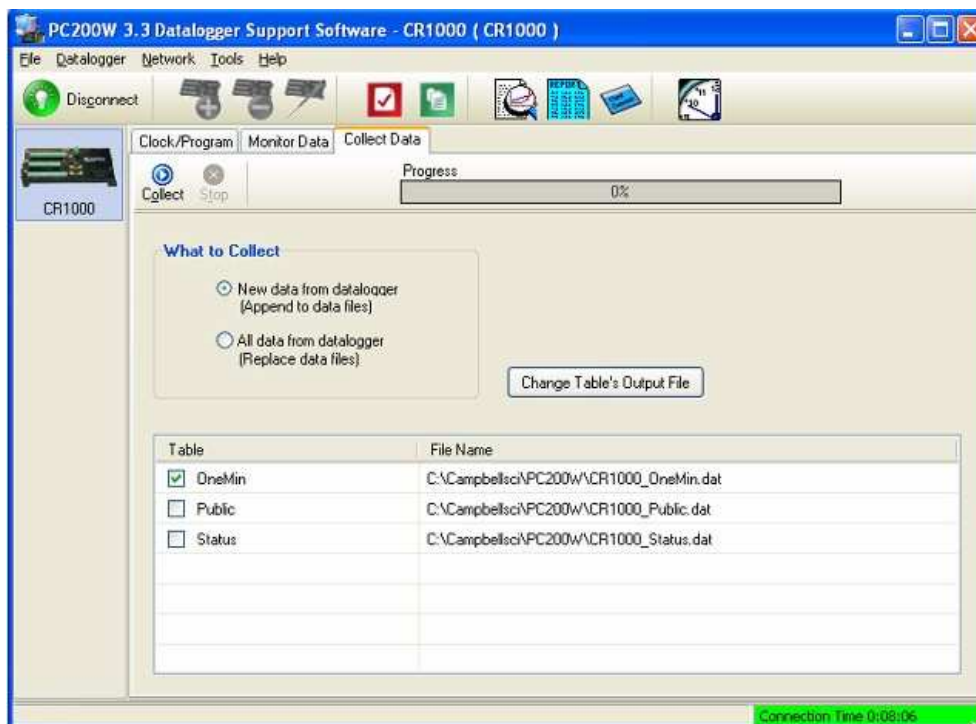 PC200W 3.3 Datalogger Support Software - CR1000 ( CR1000 )
File Datalogger Network Tools Help
Disconnect
REPORT
CR1000
Clock/Program Monitor Data Collect Data
Collect Stop
Progress
0%
What to Collect
New data from datalogger
(Append to data files)
All data from datalogger
(Replace data files)
Change Table's Output File
Table File Name
OneMin C:\Campbellsci\PC200W\CR1000_OneMin.dat
Public C:\Campbellsci\PC200W\CR1000_Public.dat
Status C:\Campbellsci\PC200W\CR1000_Status.dat
Connection Time 0:08:06